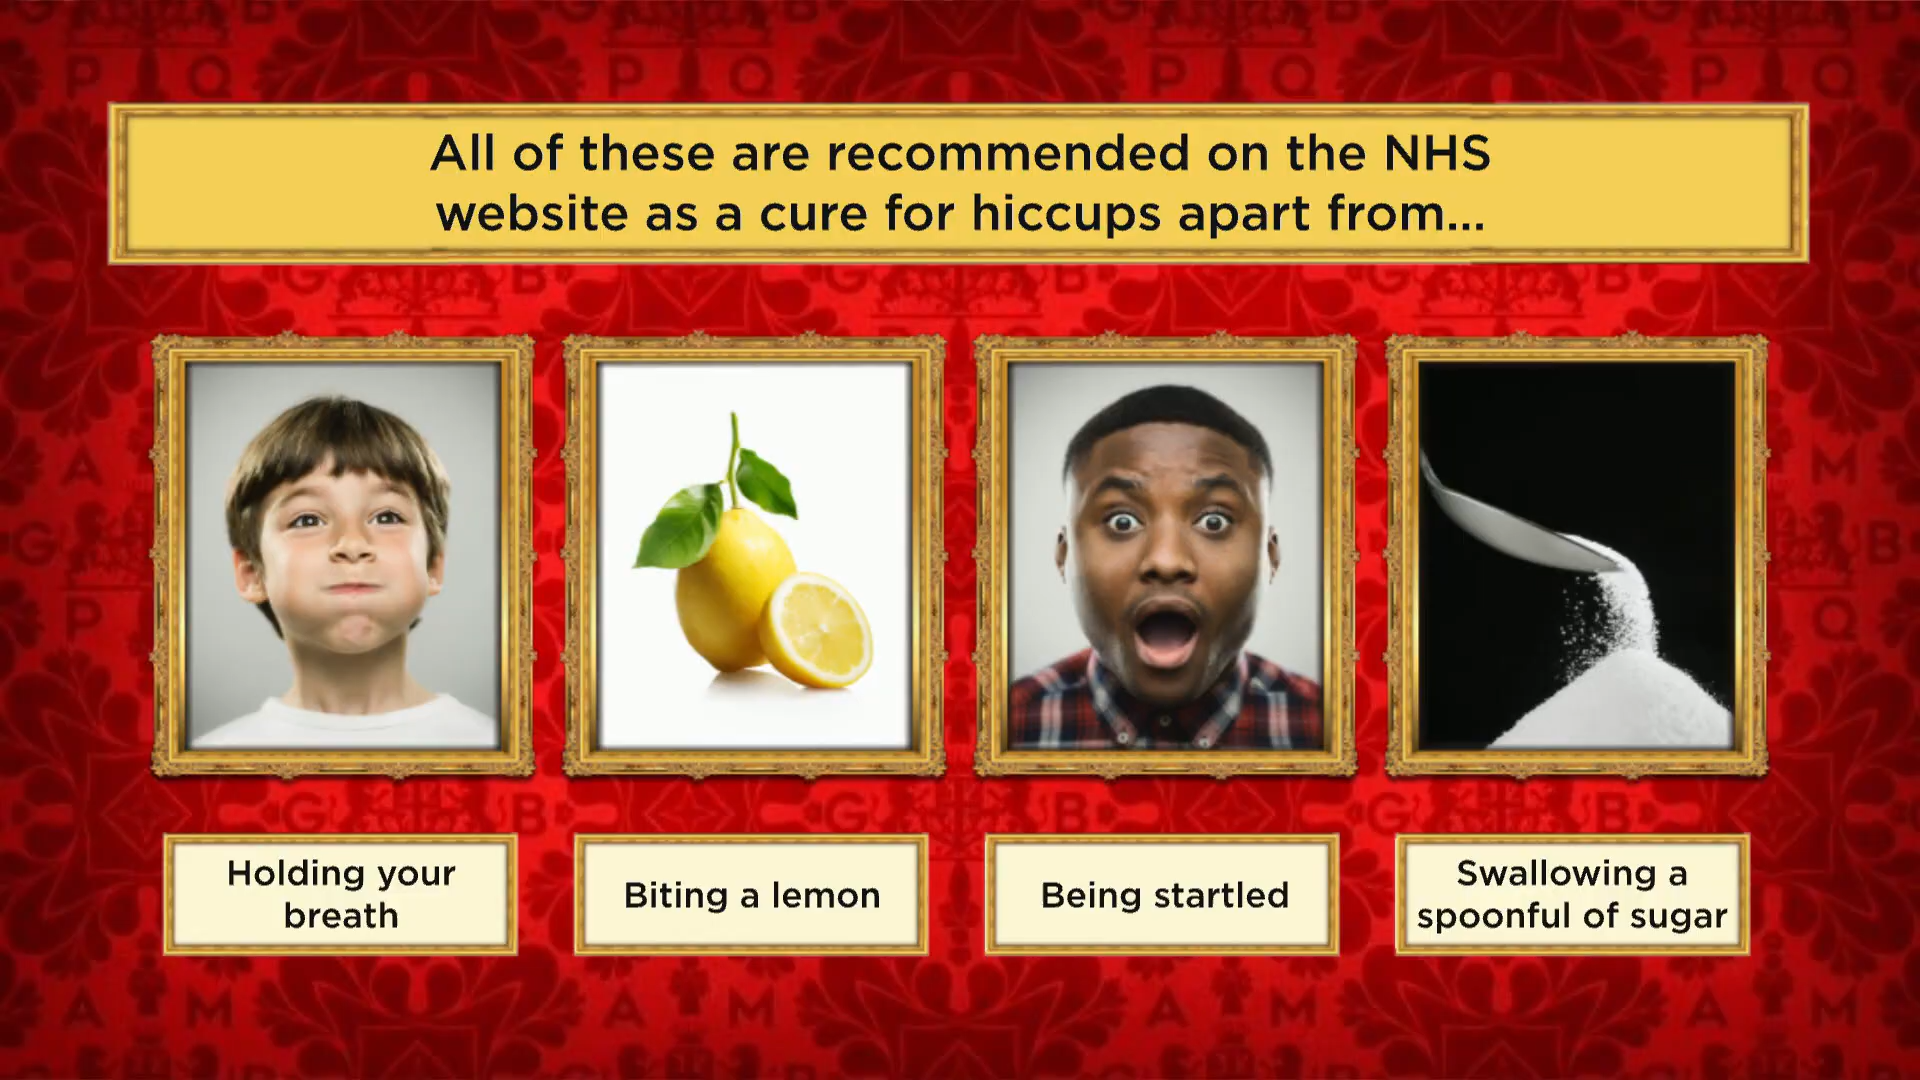 All of these are recommended on the NHS
website as a cure for hiccups apart from...
Holding your
breath
Biting a lemon
Being startled
Swallowing a
spoonful of sugar